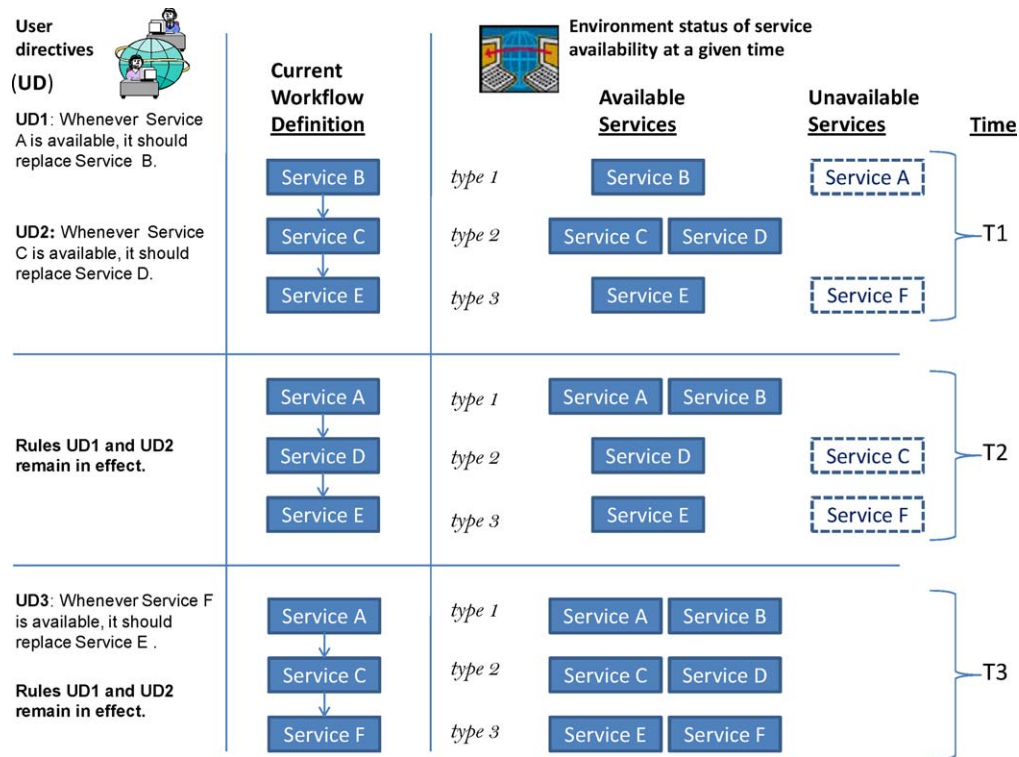 User
directives
(UD)
UD1: Whenever Service
A is available, it should
replace Service B.
UD2: Whenever Service
C is available, it should
replace Service D.
Current
Workflow
Definition
Service B
Service C
Service E
Environment status of service
availability at a given time
Available
Services
Unavailable
Services
Time
type 1
Service B
Service A
type 2
Service C
Service D
type 3
Service E
Service F
T1
Rules UD1 and UD2
remain in effect.
Service A
Service D
Service E
type 1
Service A
Service B
type 2
Service D
Service C
type 3
Service E
Service F
T2
UD3: Whenever Service F
is available, it should
replace Service E .
Rules UD1 and UD2
remain in effect.
Service A
Service C
Service F
type 1
Service A
Service B
type 2
Service C
Service D
type 3
Service E
Service F
T3